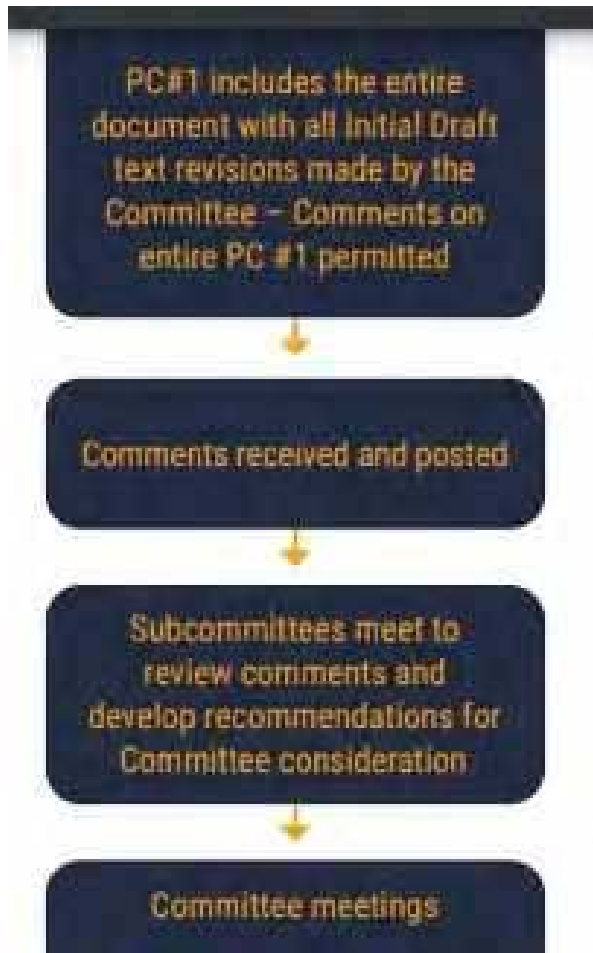 PC#1 includes the entire
document with all Initial Draft
text revisions made by the
Committee – Comments on
entire PC #1 permitted
Comments received and posted
Subcommittees meet to
review comments and
develop recommendations for
Committee consideration
Committee meetings